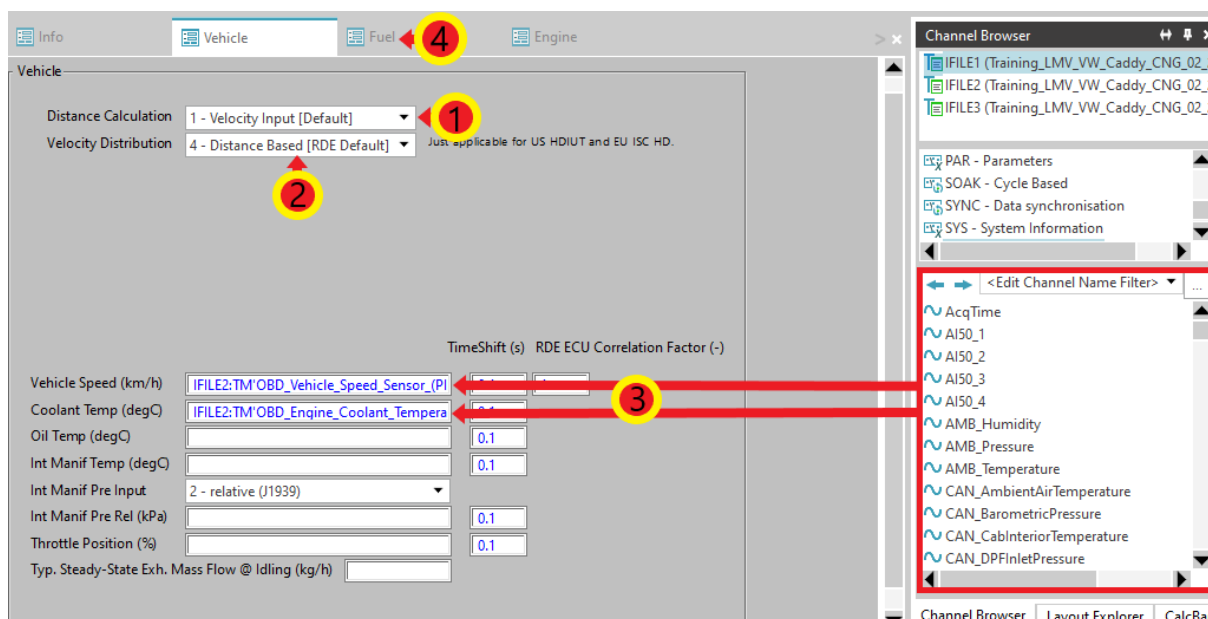 Info
Vehicle
Fuel
4
Engine
Vehicle
Distance Calculation 1 - Velocity Input [Default] 1
Velocity Distribution 4 - Distance Based [RDE Default] Just applicable for US HDIUT and EU ISC HD.
2
TimeShift (s) RDE ECU Correlation Factor (-)
Vehicle Speed (km/h) IFILE2:TM'OBD_Vehicle_Speed_Sensor_(Pl
3
Coolant Temp (degC) IFILE2:TM'OBD_Engine_Coolant_Tempera
Oil Temp (degC) 0.1
Int Manif Temp (degC) 0.1
Int Manif Pre Input 2 - relative (J1939)
Int Manif Pre Rel (kPa) 0.1
Throttle Position (%) 0.1
Typ. Steady-State Exh. Mass Flow @ Idling (kg/h)
Channel Browser
IFILE1 (Training_LMV_VW_Caddy_CNG_02_
IFILE2 (Training_LMV_VW_Caddy_CNG_02_
IFILE3 (Training_LMV_VW_Caddy_CNG_02_
PAR - Parameters
SOAK - Cycle Based
SYNC - Data synchronisation
SYS - System Information
<Edit Channel Name Filter> ...
AcqTime
AI50_1
AI50_2
AI50_3
AI50_4
AMB_Humidity
AMB_Pressure
AMB_Temperature
CAN_AmbientAirTemperature
CAN_BarometricPressure
CAN_CabInteriorTemperature
CAN_DPFInletPressure
Channel Browser Layout Explorer CalcBa